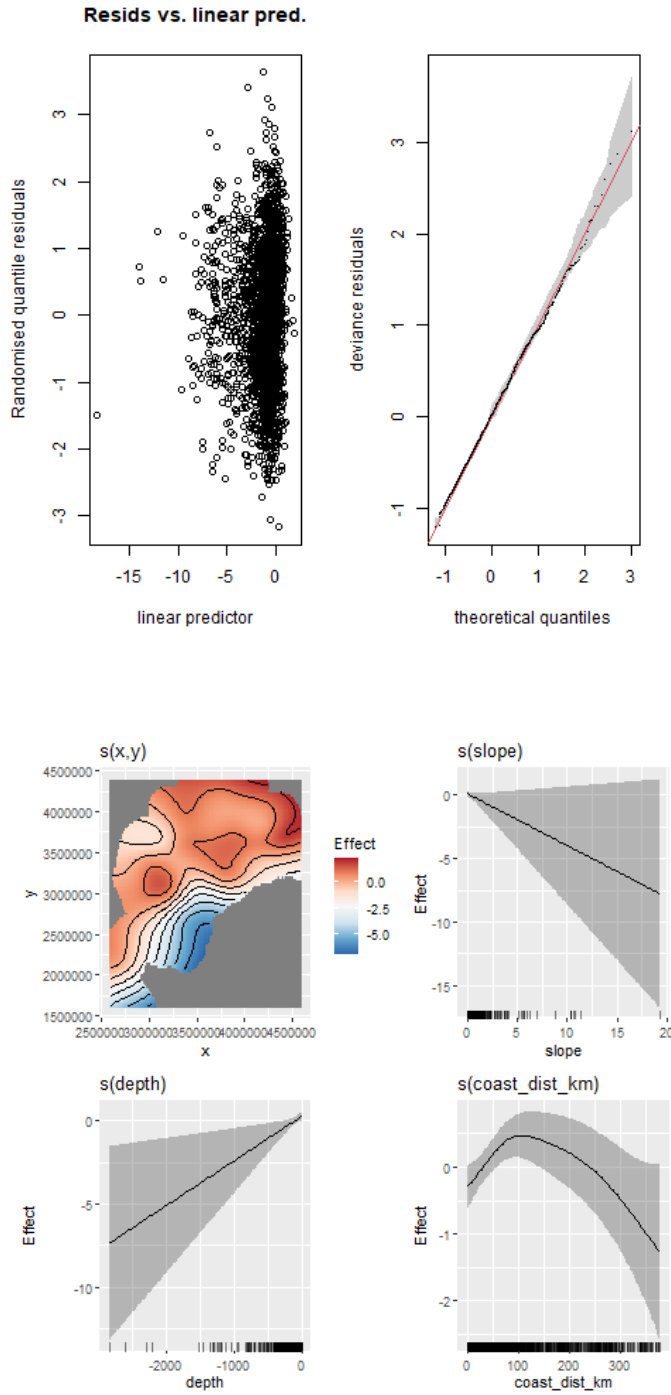 Resids vs. linear pred.
Randomised quantile residuals
3
2
1
0
-1
-2
-3
-15 -10 -5 0
linear predictor
deviance residuals
3
2
1
0
-1
-1 0 1 2 3
theoretical quantiles
s(x,y)
4500000
4000000
3500000
3000000
2500000
2000000
1500000
y
2500000 3000000 3500000 4000000 4500000
x
Effect
0.0
-2.5
-5.0
s(slope)
Effect
0
-5
-10
-15
0 5 10 15 20
slope
s(depth)
Effect
0
-5
-10
-2000 -1000 0
depth
s(coast_dist_km)
Effect
0
-1
-2
0 100 200 300
coast_dist_km